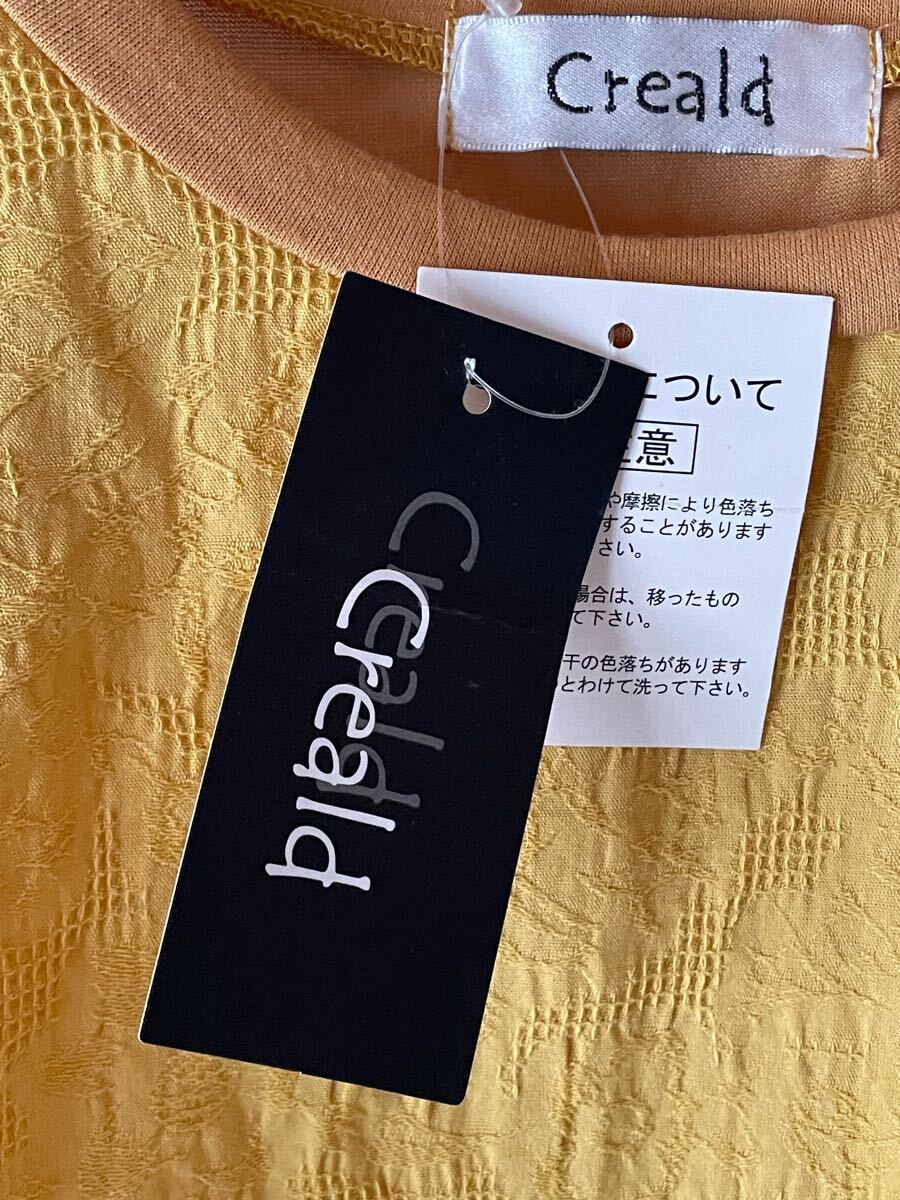 Creald
について
注意
や摩擦により色落ち
することがあります
さい。
場合は、移ったもの
て下さい。
干の色落ちがあります
とわけて洗って下さい。
Creald
Creald